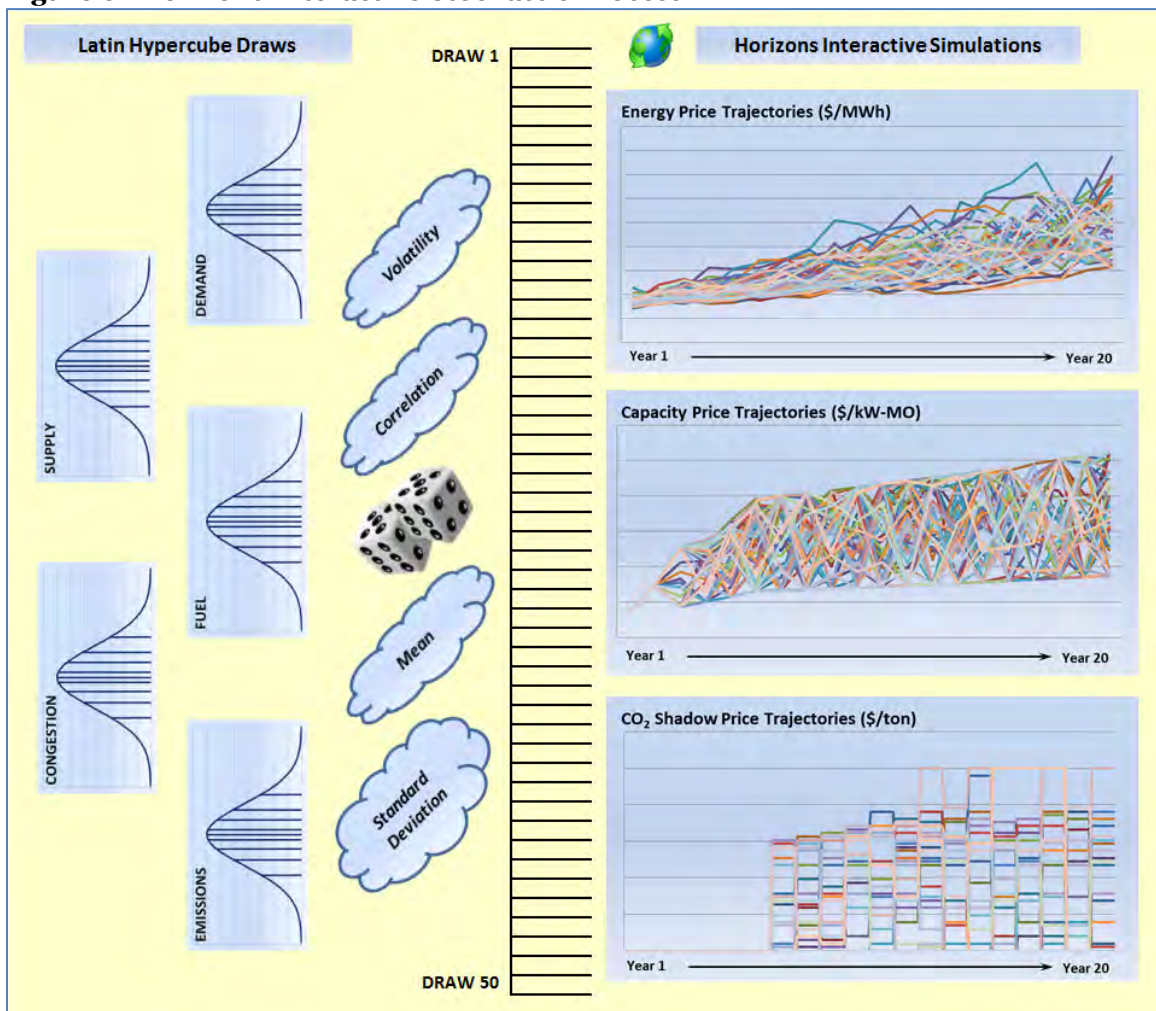 Latin Hypercube Draws
DRAW 1
Horizons Interactive Simulations
DEMAND
SUPPLY
FUEL
CONGESTION
EMISSIONS
Volatility
Correlation
Mean
Standard
Deviation
DRAW 50
Energy Price Trajectories ($/MWh)
Year 1
Year 20
Capacity Price Trajectories ($/kW-MO)
Year 1
Year 20
CO₂ Shadow Price Trajectories ($/ton)
Year 1
Year 20